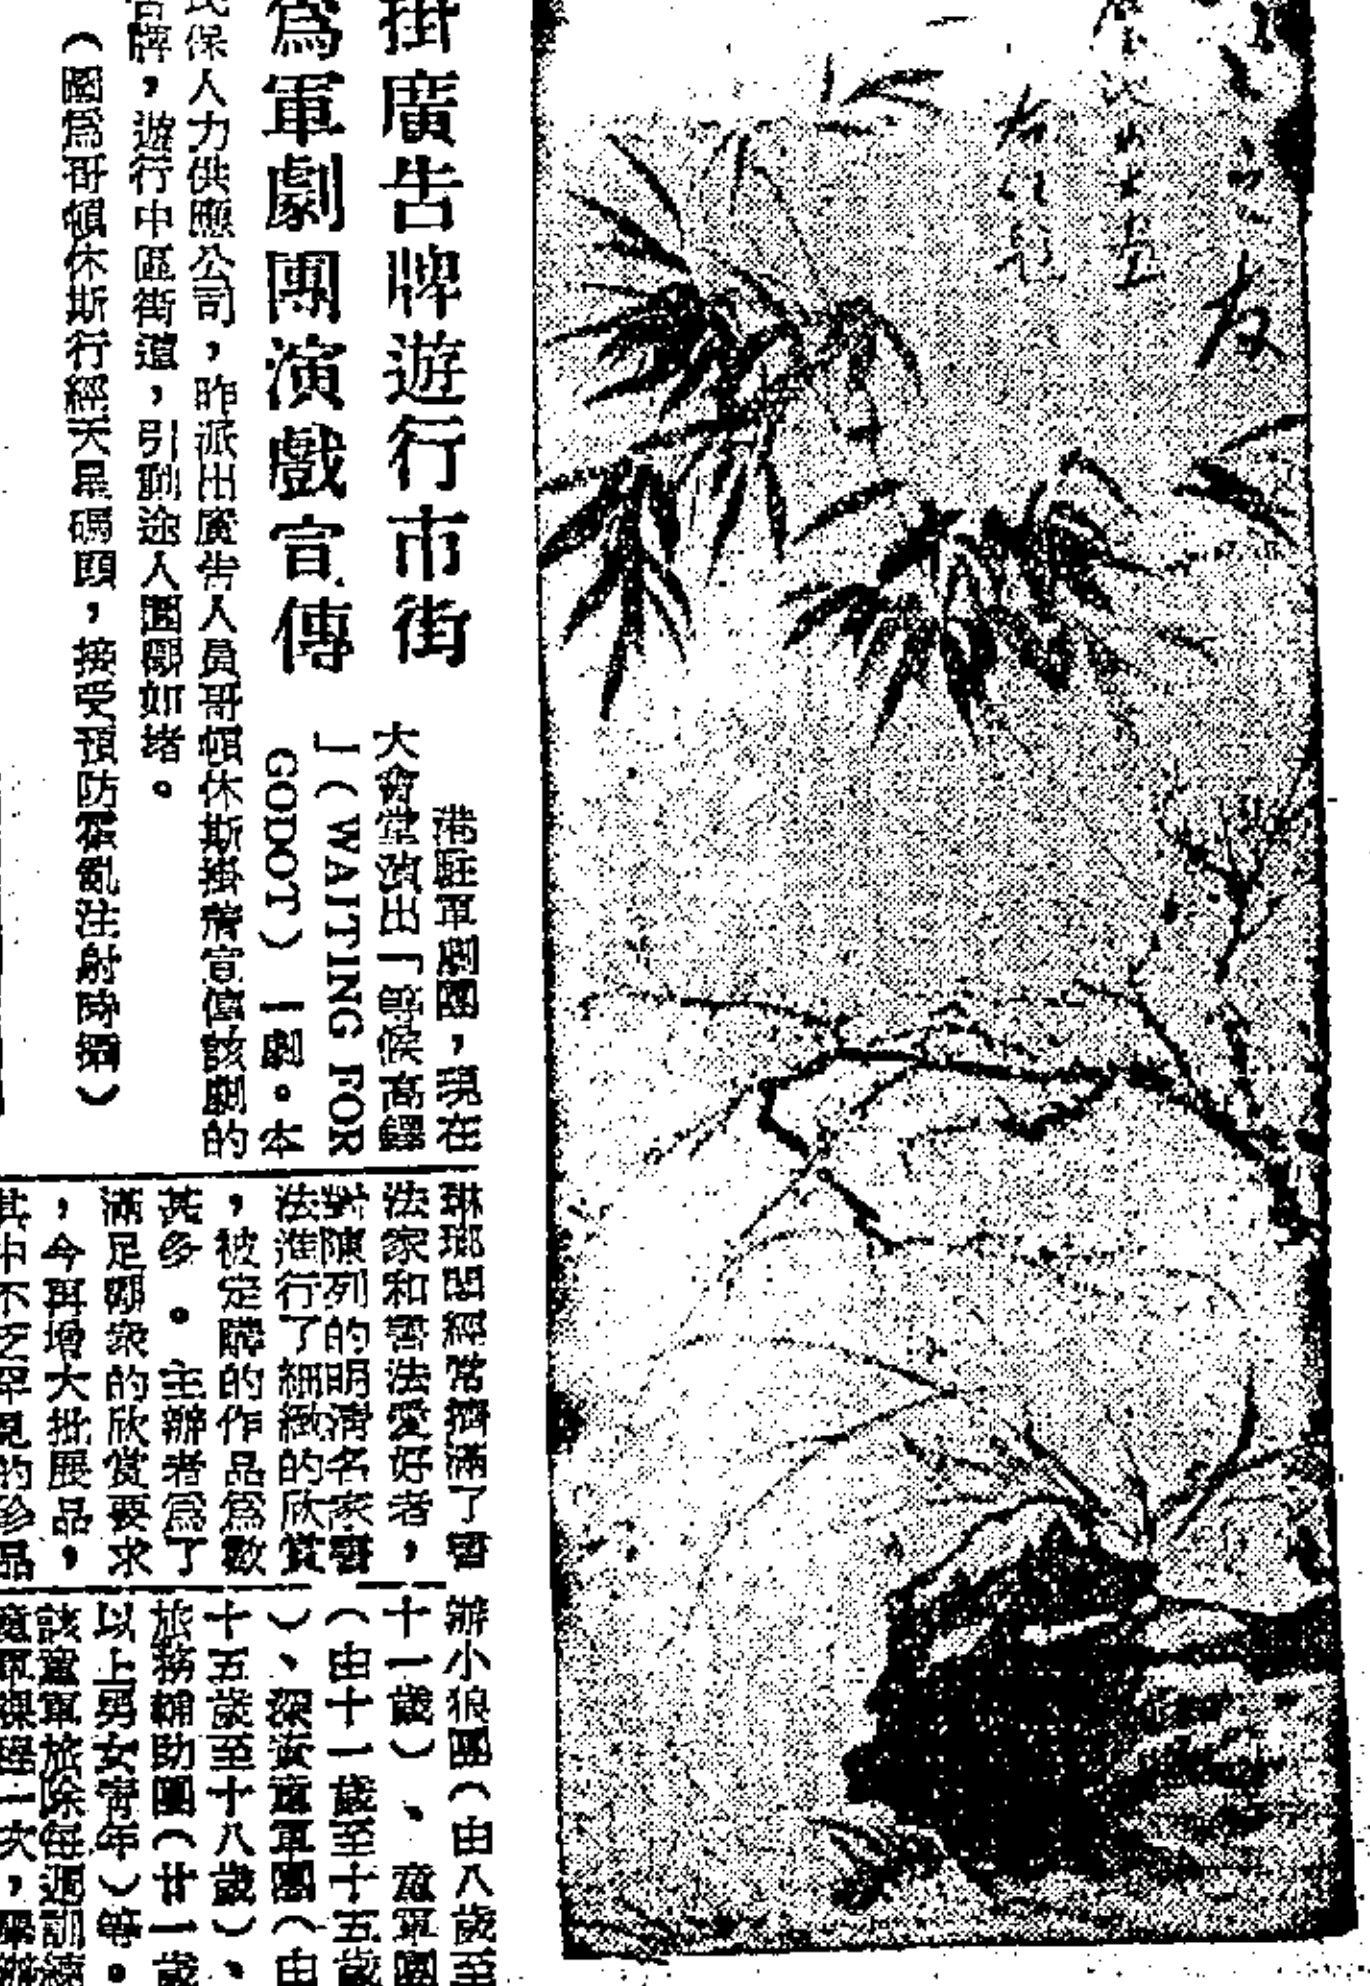 掛廣告牌遊行市街
為軍劇團演戲宣傳
港駐軍劇團，現在
大會堂演出「等候高鐸
」（WAITING FOR
GODOT）一劇。本
民保人力供應公司，昨派出廣告人員哥頓休斯掛着宣傳該劇的
告牌，遊行中區街道，引動途人圍觀如堵。
（圖爲哥頓休斯行經天星碼頭，接受預防霍亂注射時攝）
琳瑯閣經常擠滿了書
法家和書法愛好者，
對陳列的明清名家書
法進行了細緻的欣賞
，被定購的作品爲數
甚多。主辦者爲了
滿足觀衆的欣賞要求
，今再增大批展品，
其中不乏罕見的珍品
辦小狼團（由八歲至
十一歲）、童軍團
（由十一歲至十五歲
）、深資童軍團（由
十五歲至十八歲）、
旅務輔助團（廿一歲
以上男女靑年）等。
該童軍旅除每週訓練
一次，
友